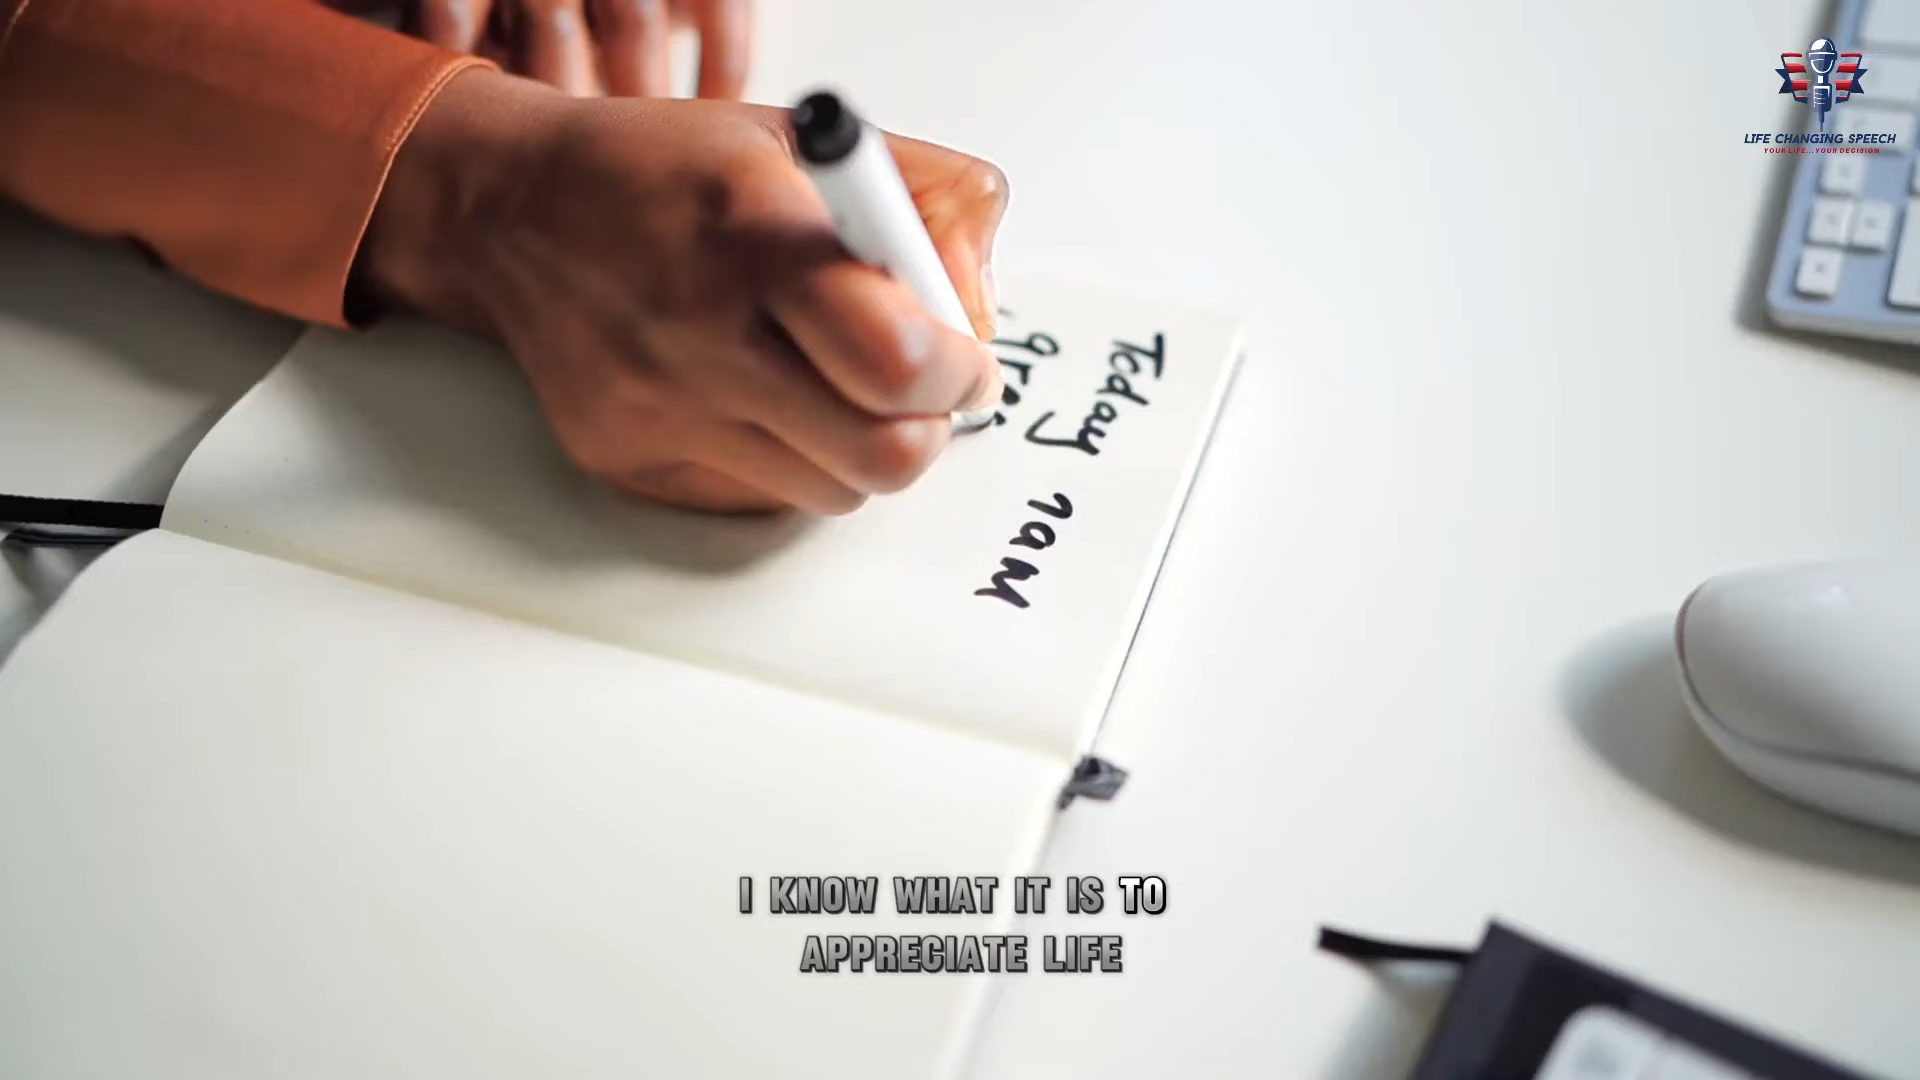 LIFE CHANGING SPEECH
YOUR LIFE...YOUR DECISION
Today I am
I KNOW WHAT IT IS TO
APPRECIATE LIFE